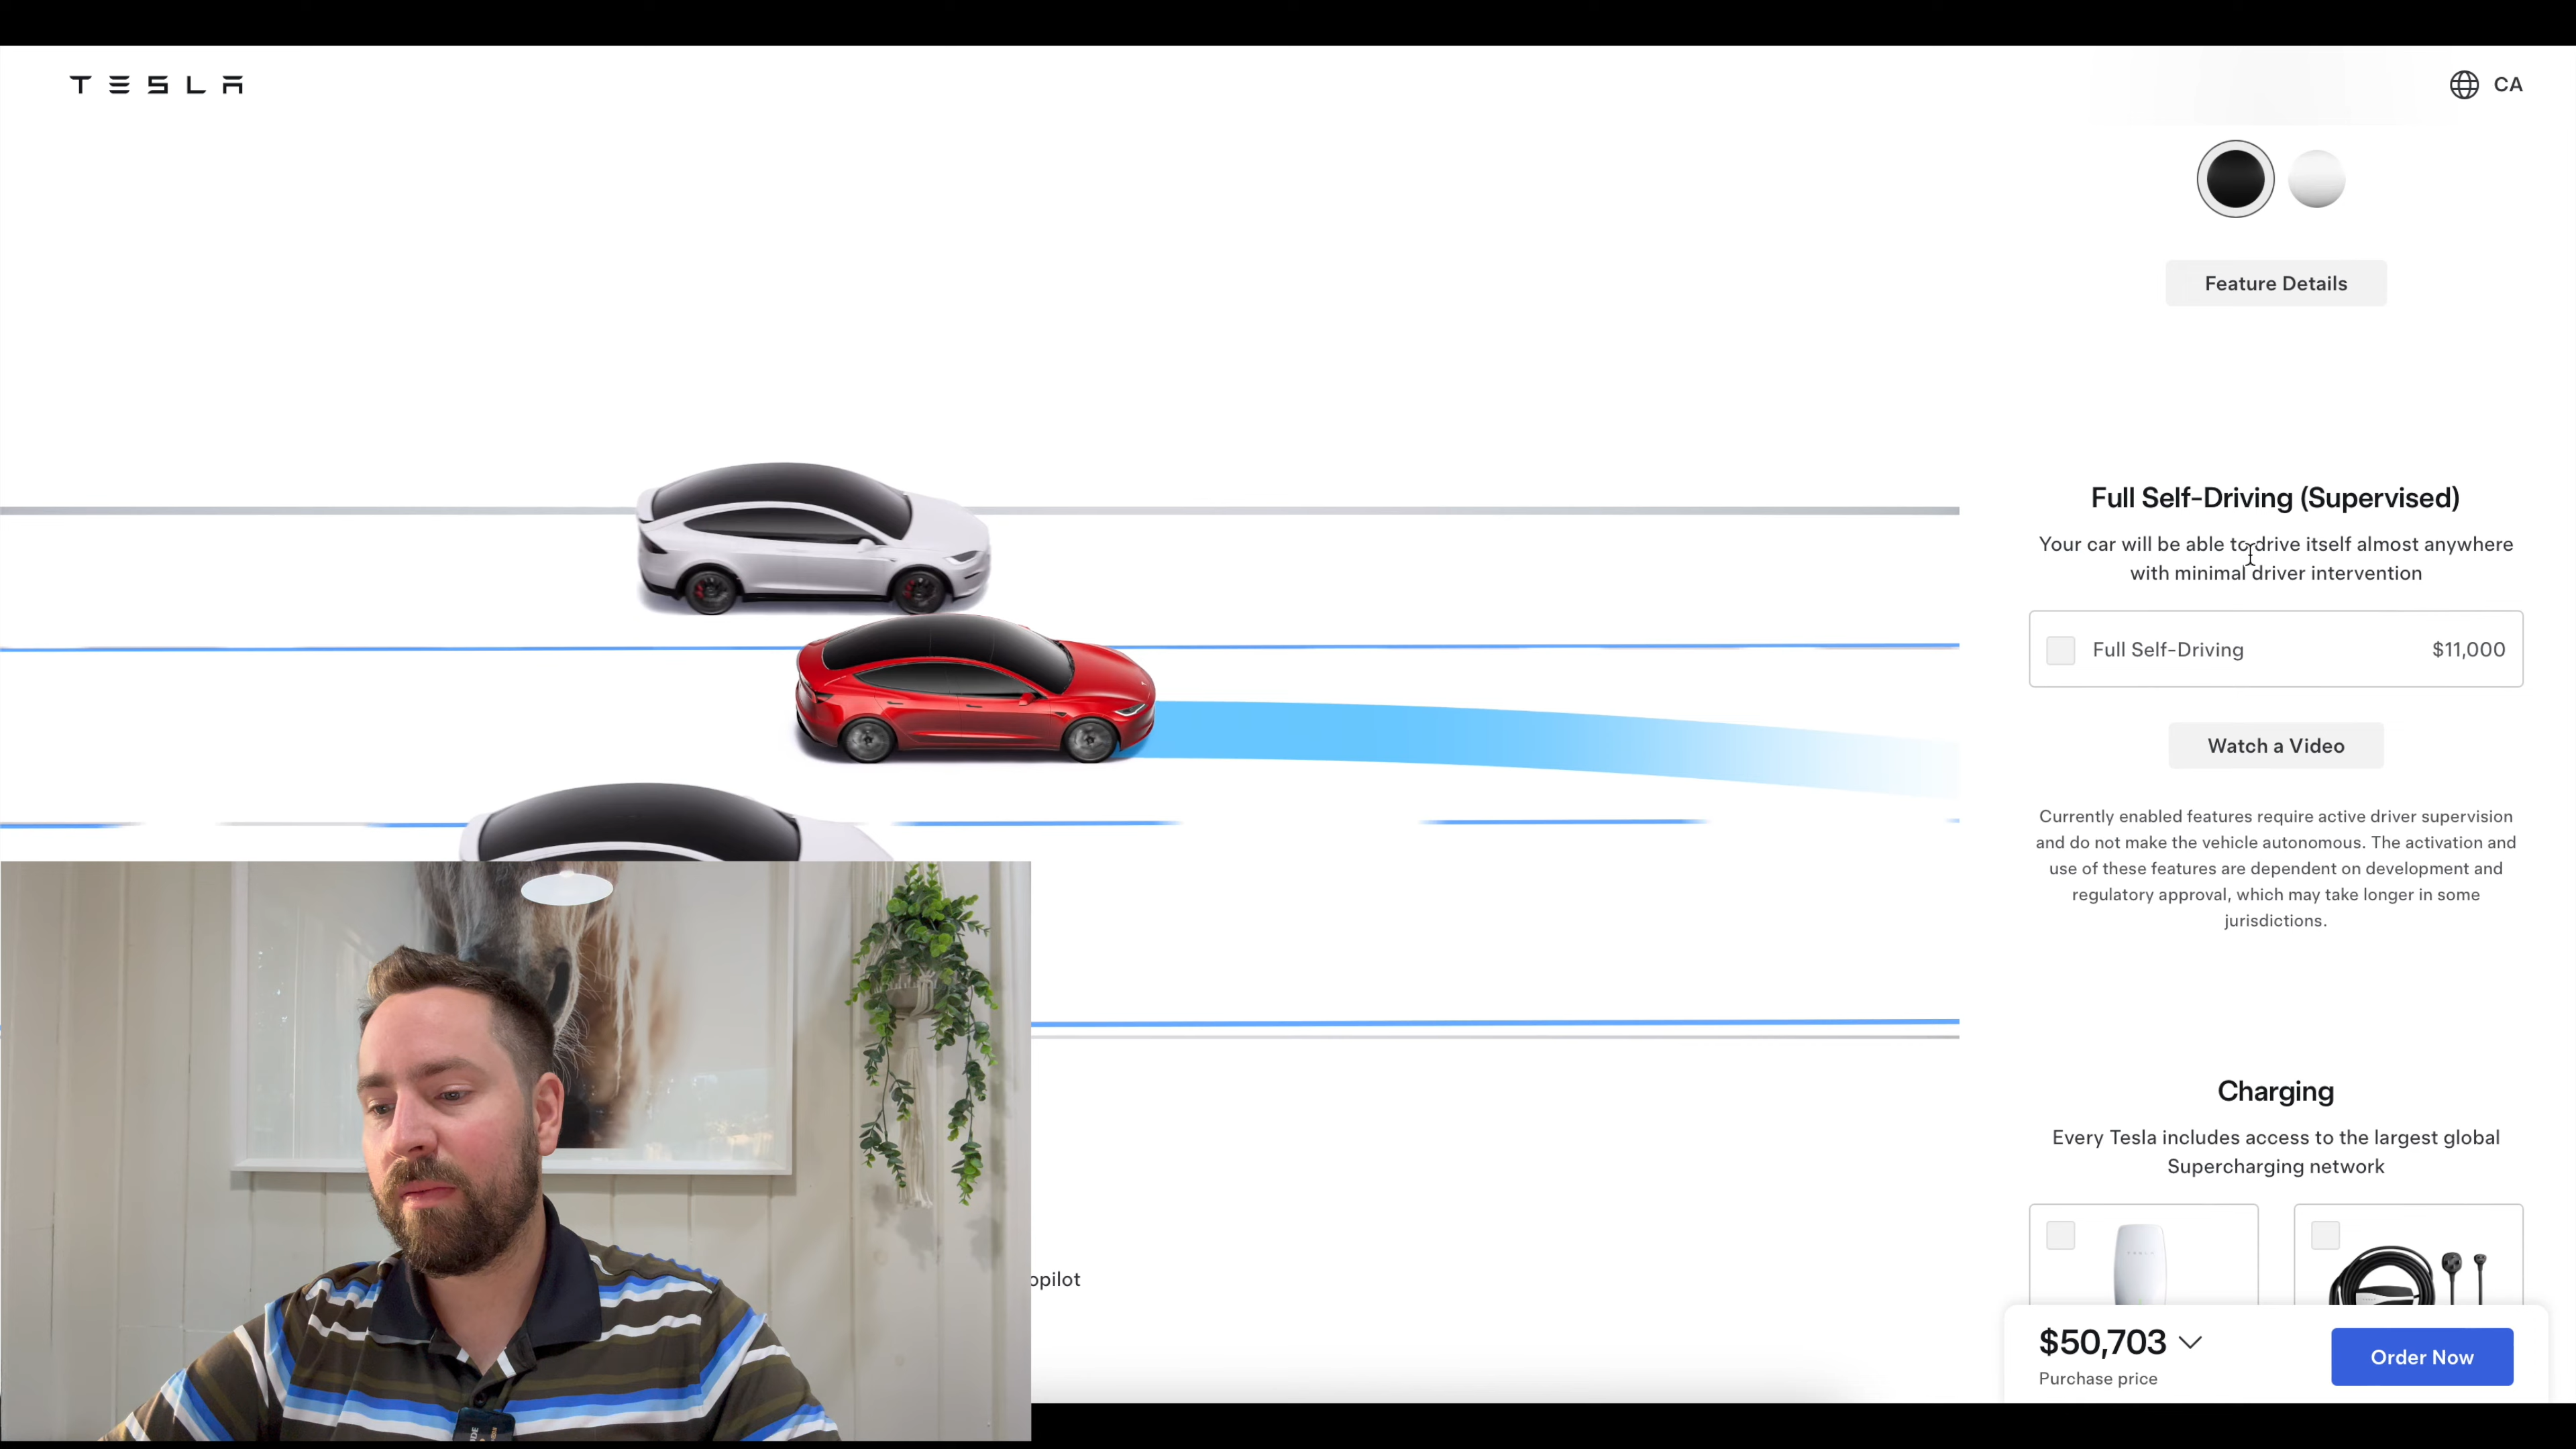 TESLA
CA
Feature Details
Full Self-Driving (Supervised)
Your car will be able to drive itself almost anywhere
with minimal driver intervention
Full Self-Driving $11,000
Watch a Video
Currently enabled features require active driver supervision
and do not make the vehicle autonomous. The activation and
use of these features are dependent on development and
regulatory approval, which may take longer in some
jurisdictions.
Charging
Every Tesla includes access to the largest global
Supercharging network
opilot
$50,703
Purchase price
Order Now